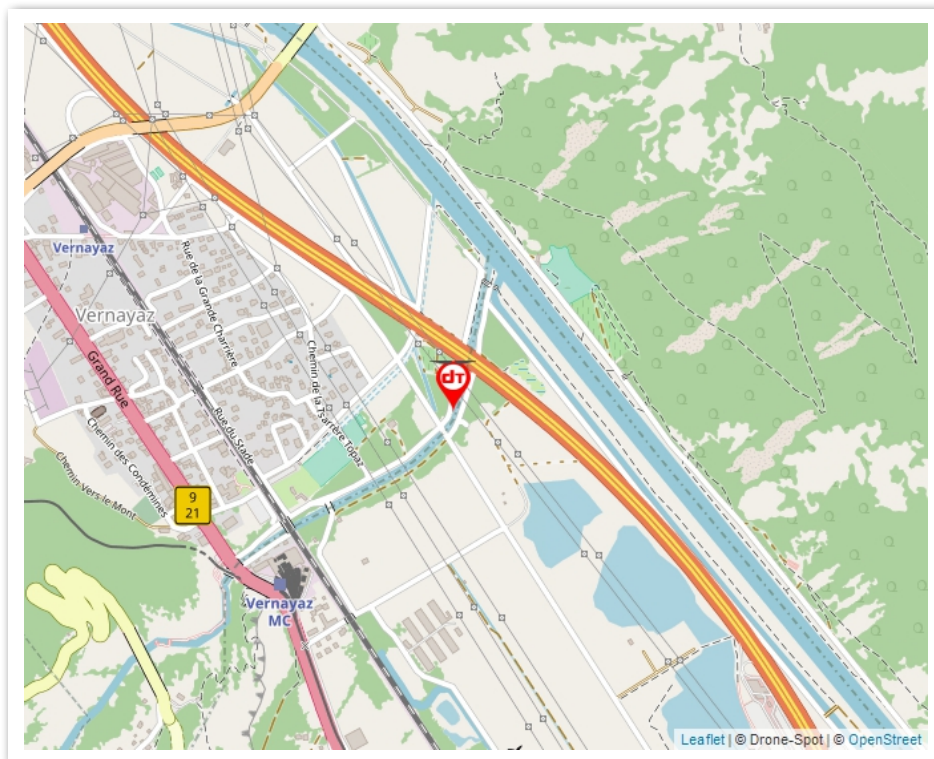 Vernayaz
Vernayaz
Rue de la Grande Charrière
Chemin de la Tsarrère Topaz
Grand Rue
Rue du Stade
Chemin des Condémines
Chemin Vers le Mont
9
21
dT
Vernayaz
MC
Leaflet | © Drone-Spot | © OpenStreet